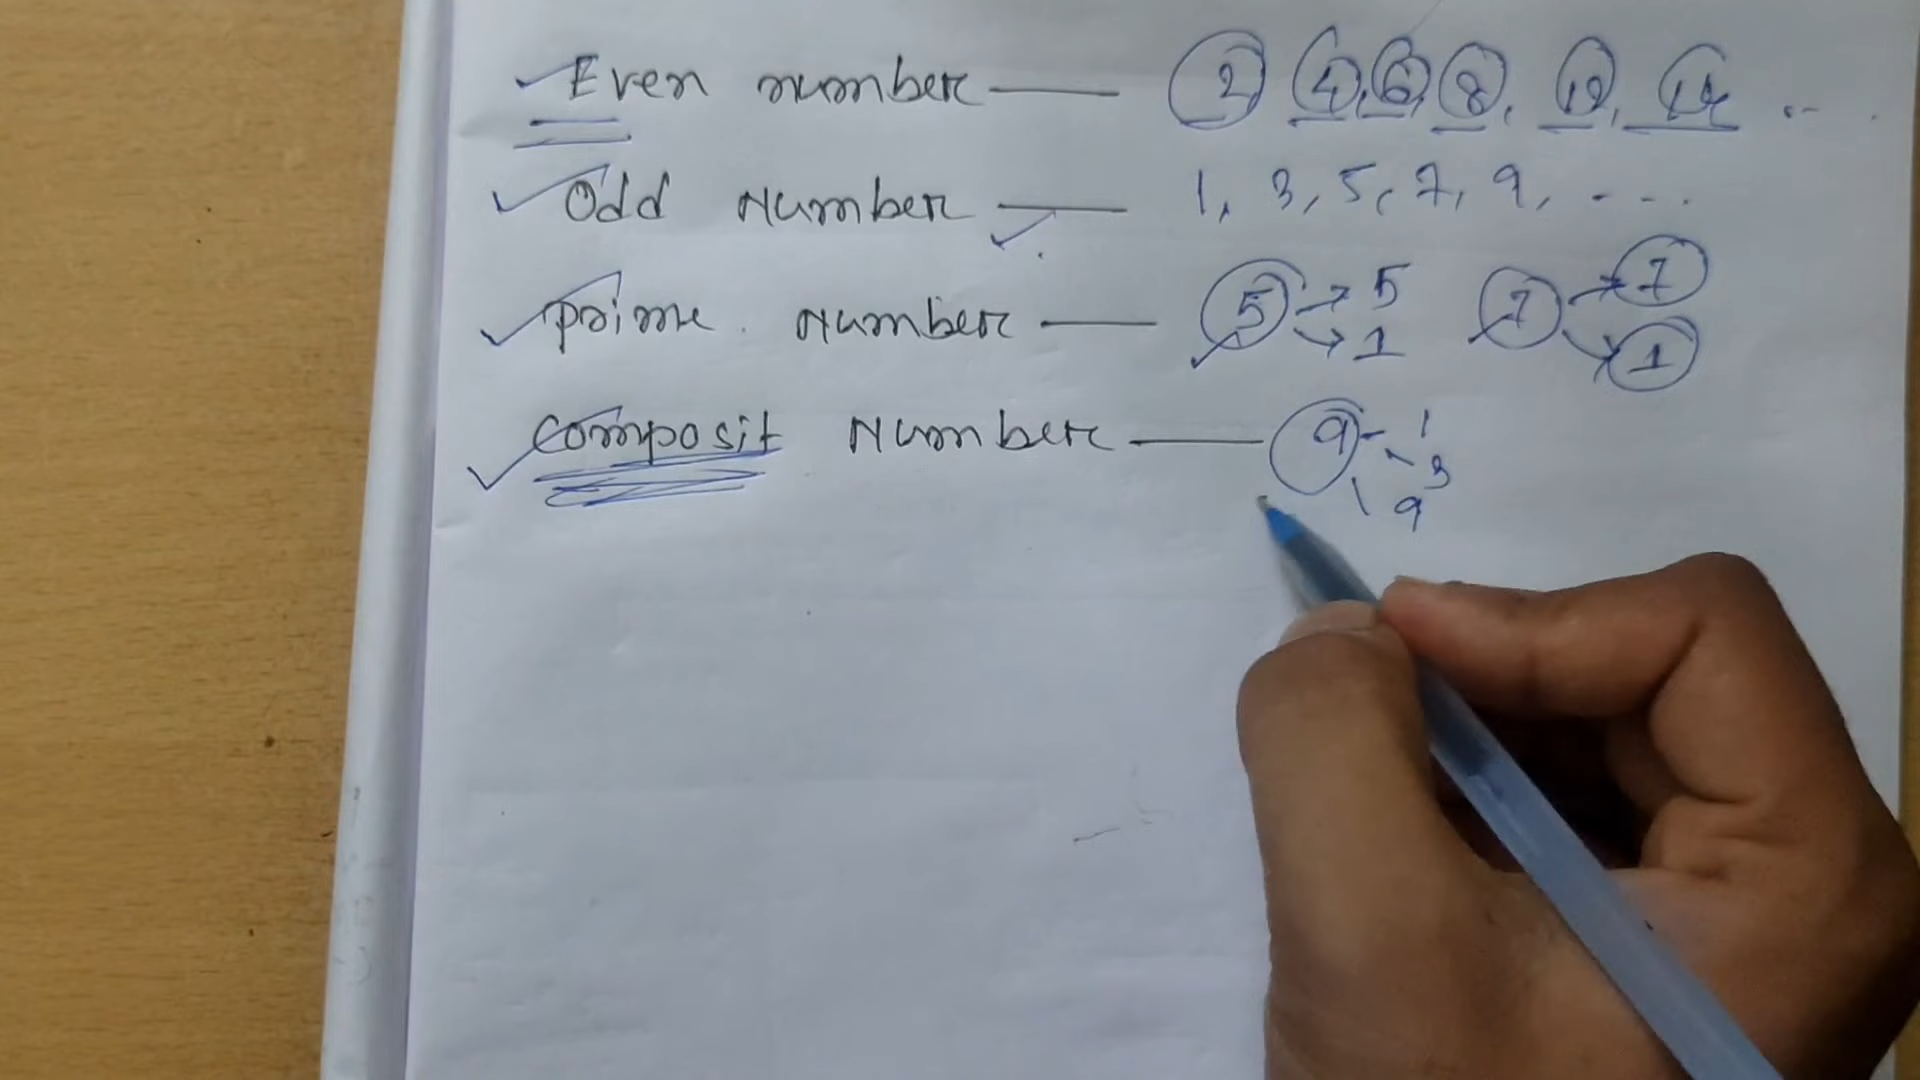 Even number — 2 4, 6, 8, 12, 14 ...
Odd Number — 1, 3, 5, 7, 9, ....
prime Number — 5 → 5 → 1 7 → 7 → 1
composit Number — 9 - 1 \ 3 \ 9